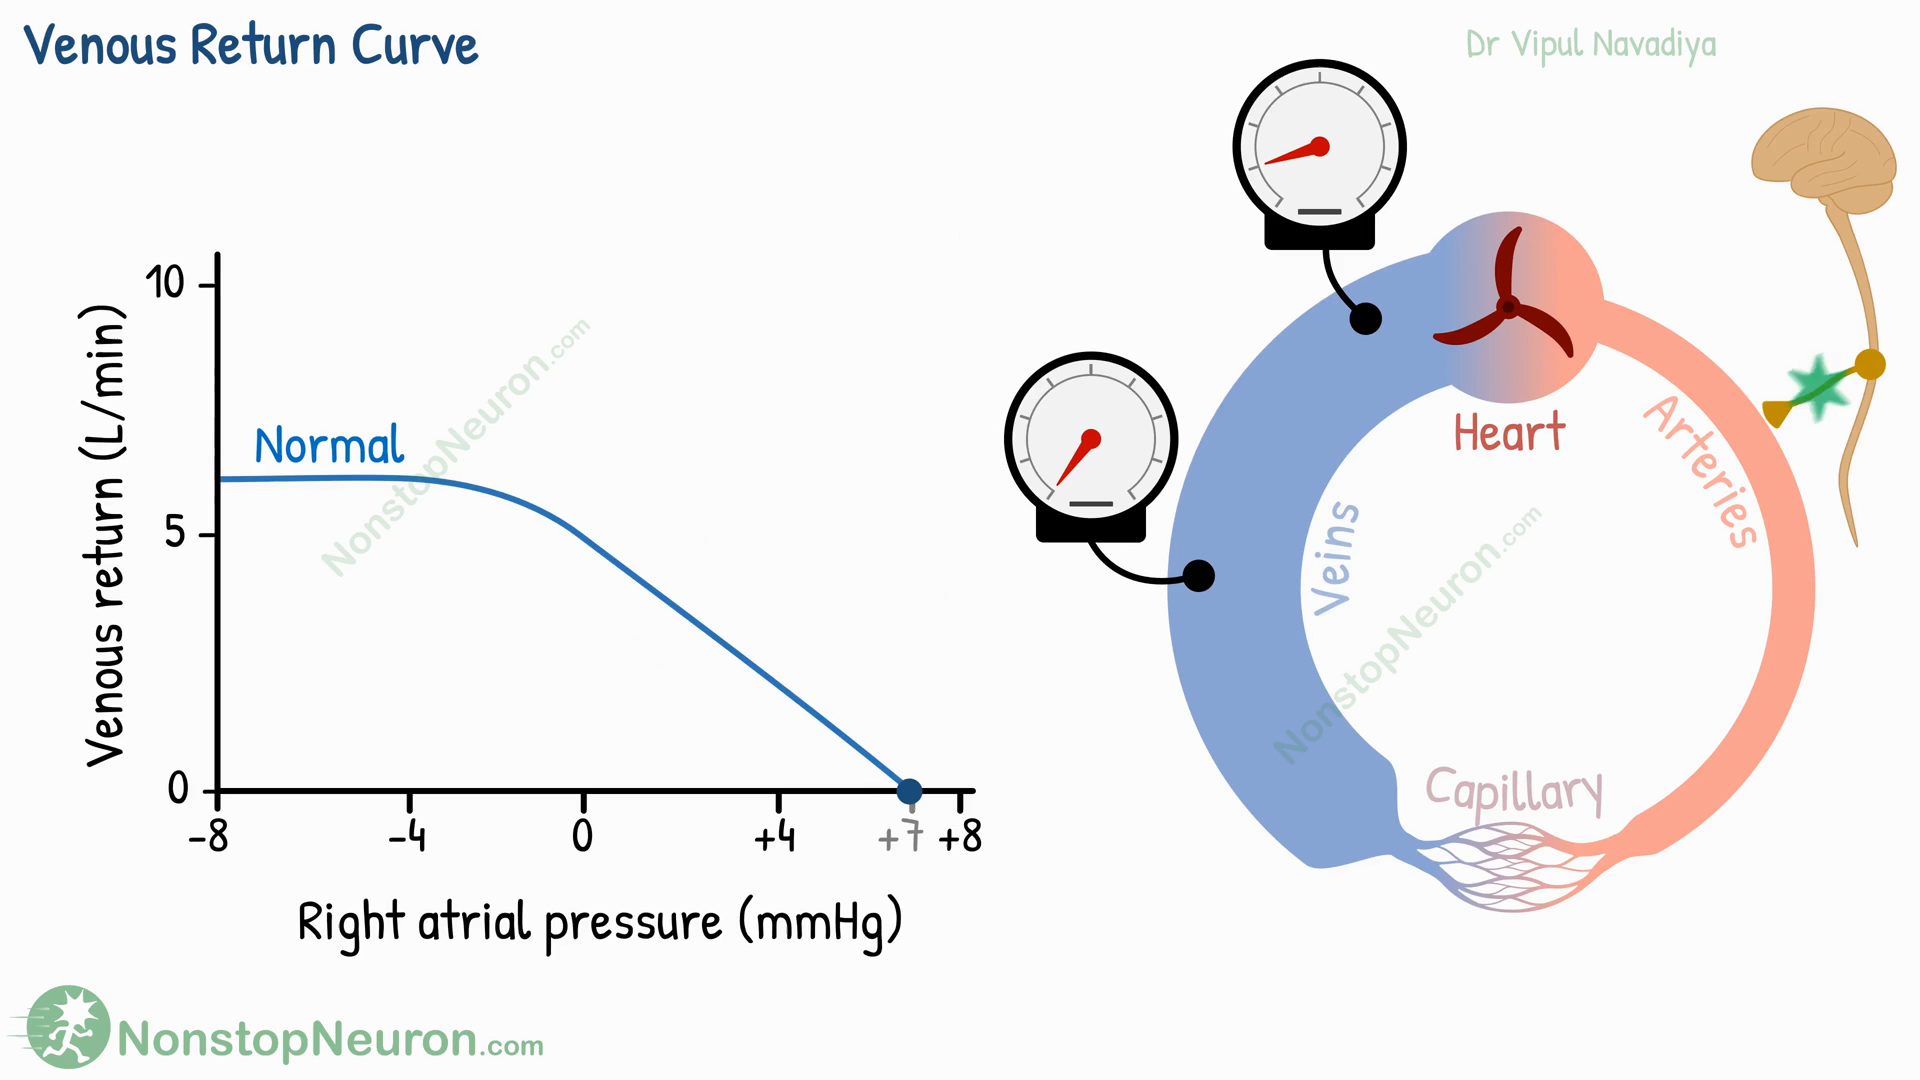 Venous Return Curve
Dr Vipul Navadiya
10
5
0
Venous return (L/min)
Normal
NonstopNeuron.com
-8
-4
0
+4
+7
+8
Right atrial pressure (mmHg)
Heart
Arteries
Veins
NonstopNeuron.com
Capillary
NonstopNeuron.com